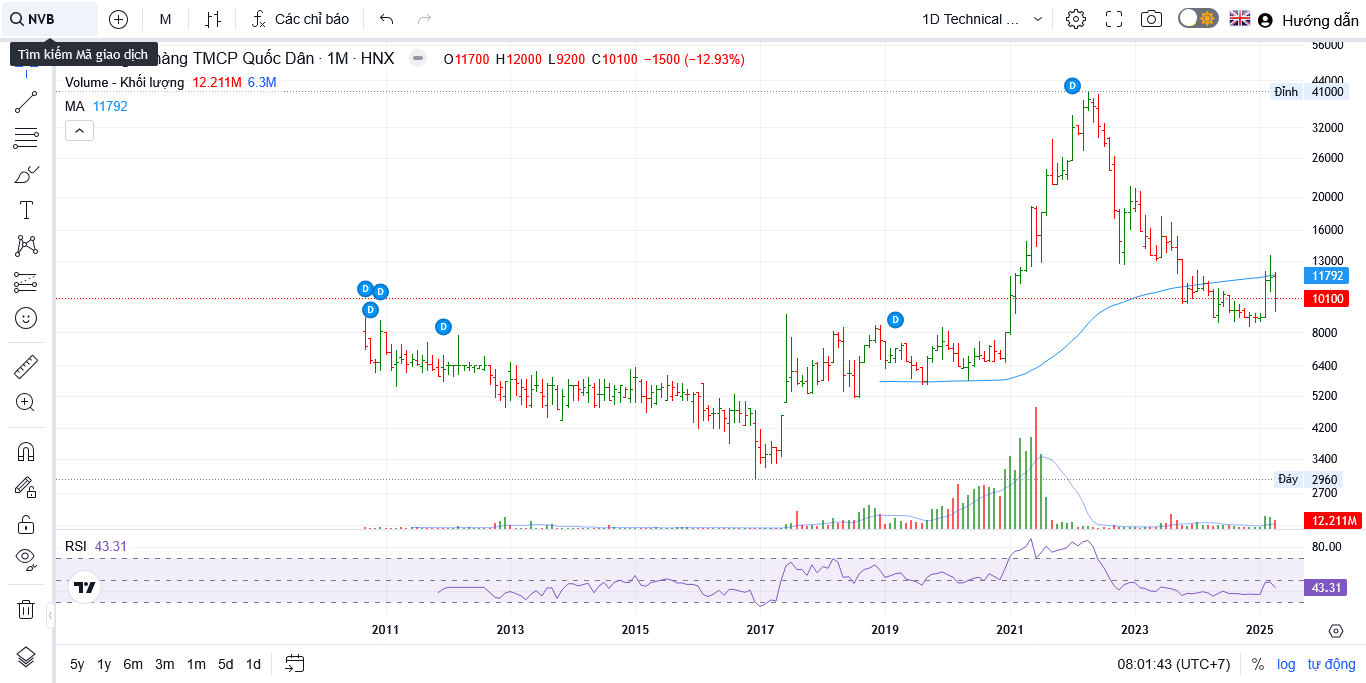 NVB
M
Các chỉ báo
1D Technical ...
Hướng dẫn
Tìm kiếm Mã giao dịch
hàng TMCP Quốc Dân · 1M · HNX
O11700 H12000 L9200 C10100 −1500 (−12.93%)
Volume - Khối lượng 12.211M 6.3M
MA 11792
T
D
D
D
D
D
D
56000
44000
Đỉnh 41000
32000
26000
20000
16000
13000
11792
10100
8000
6400
5200
4200
3400
Đáy 2960
2700
12.211M
RSI 43.31
80.00
43.31
2011 2013 2015 2017 2019 2021 2023 2025
5y 1y 6m 3m 1m 5d 1d
08:01:43 (UTC+7) % log tự động